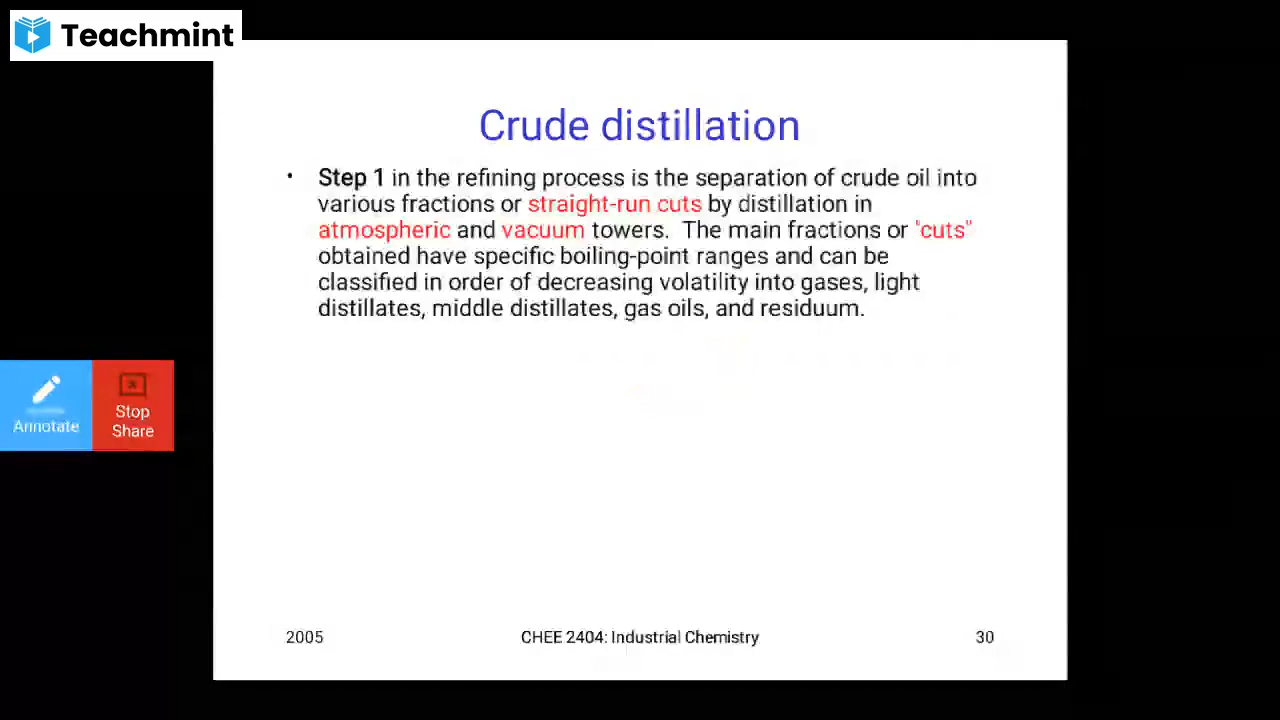 Teachmint
Crude distillation
• Step 1 in the refining process is the separation of crude oil into
various fractions or straight-run cuts by distillation in
atmospheric and vacuum towers. The main fractions or "cuts"
obtained have specific boiling-point ranges and can be
classified in order of decreasing volatility into gases, light
distillates, middle distillates, gas oils, and residuum.
Annotate
Stop
Share
2005
CHEE 2404: Industrial Chemistry
30